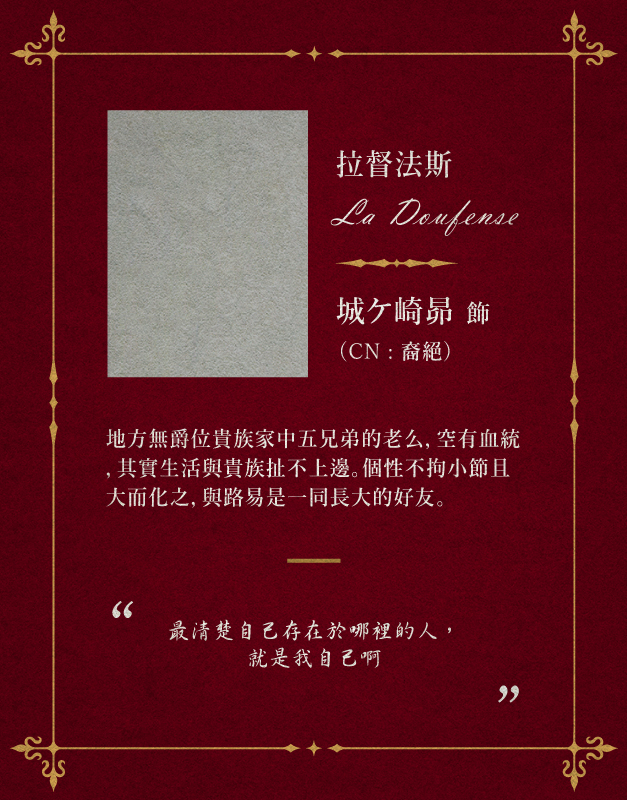 拉督法斯
La Doufense
城ケ崎昴 飾
（CN：裔絕）
地方無爵位貴族家中五兄弟的老么，空有血統
，其實生活與貴族扯不上邊。個性不拘小節且
大而化之，與路易是一同長大的好友。
“
最清楚自己存在於哪裡的人，
就是我自己啊
”